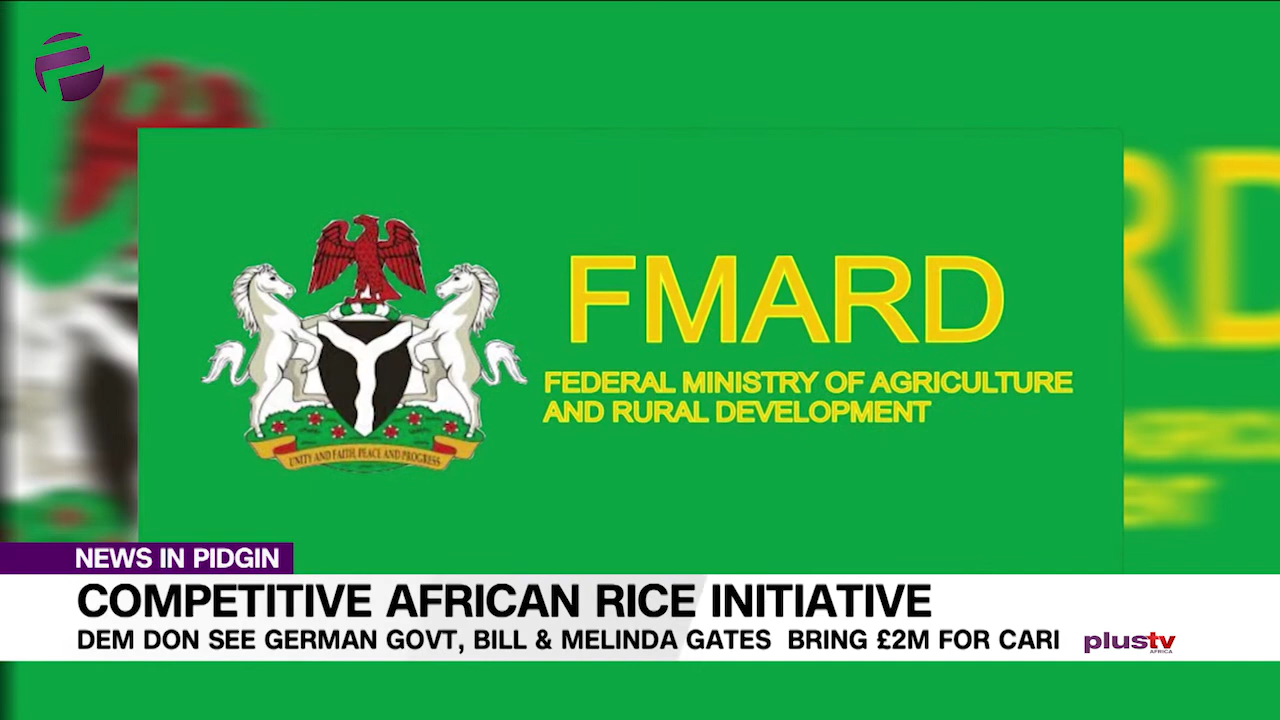 FMARD
FEDERAL MINISTRY OF AGRICULTURE
AND RURAL DEVELOPMENT
UNITY AND FAITH, PEACE AND PROGRESS
NEWS IN PIDGIN
COMPETITIVE AFRICAN RICE INITIATIVE
DEM DON SEE GERMAN GOVT, BILL & MELINDA GATES BRING £2M FOR CARI
plustv
AFRICA